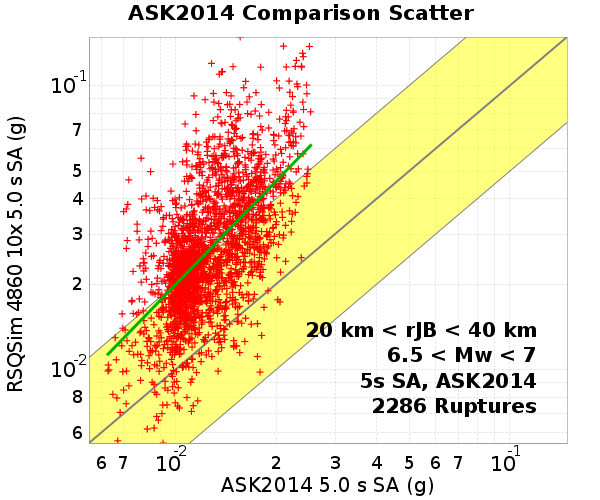 ASK2014 Comparison Scatter
RSQSim 4860 10x 5.0 s SA (g)
10-1
7
5
4
3
2
10-2
8
6
20 km < rJB < 40 km
6.5 < Mw < 7
5s SA, ASK2014
2286 Ruptures
6 7 10-2 2 3 4 5 6 7 10-1
ASK2014 5.0 s SA (g)